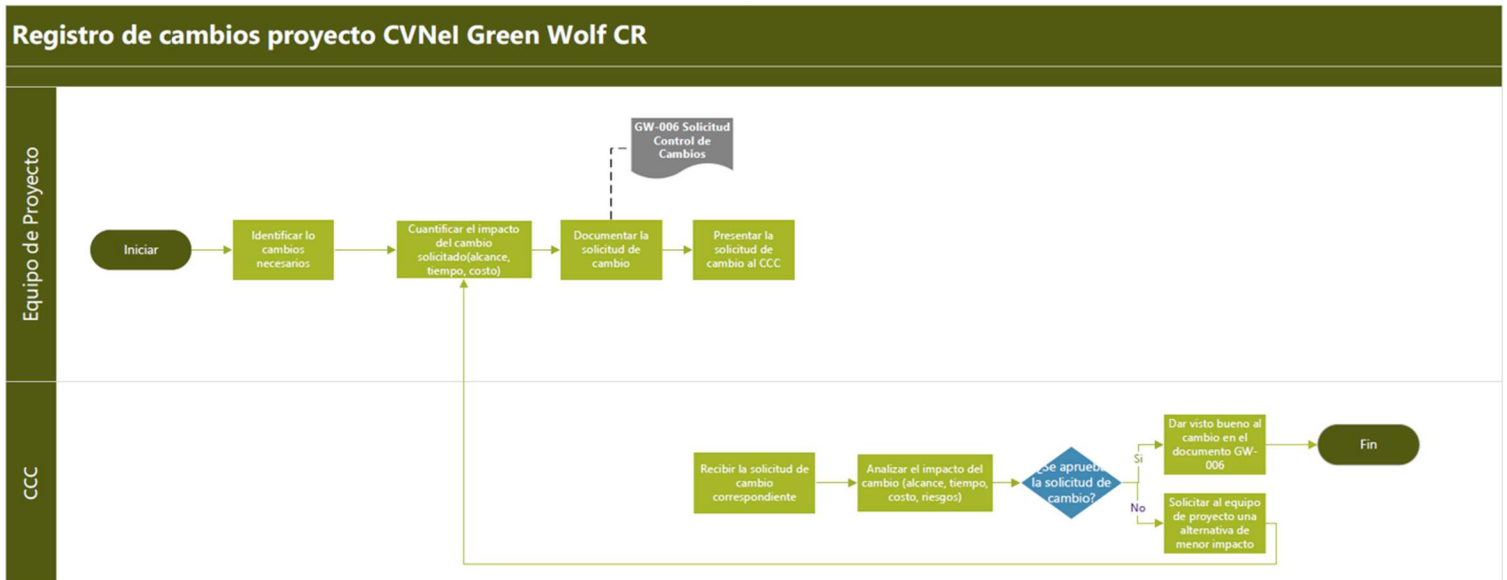 Registro de cambios proyecto CVNel Green Wolf CR
Equipo de Proyecto
GW-006 Solicitud
Control de
Cambios
Iniciar
Identificar lo
cambios
necesarios
Cuantificar el impacto
del cambio
solicitado(alcance,
tiempo, costo)
Documentar la
solicitud de
cambio
Presentar la
solicitud de
cambio al CCC
CCC
Recibir la solicitud de
cambio
correspondiente
Analizar el impacto del
cambio (alcance, tiempo,
costo, riesgos)
¿Se aprueba
la solicitud de
cambio?
Si
No
Dar visto bueno al
cambio en el
documento GW-
006
Solicitar al equipo
de proyecto una
alternativa de
menor impacto
Fin